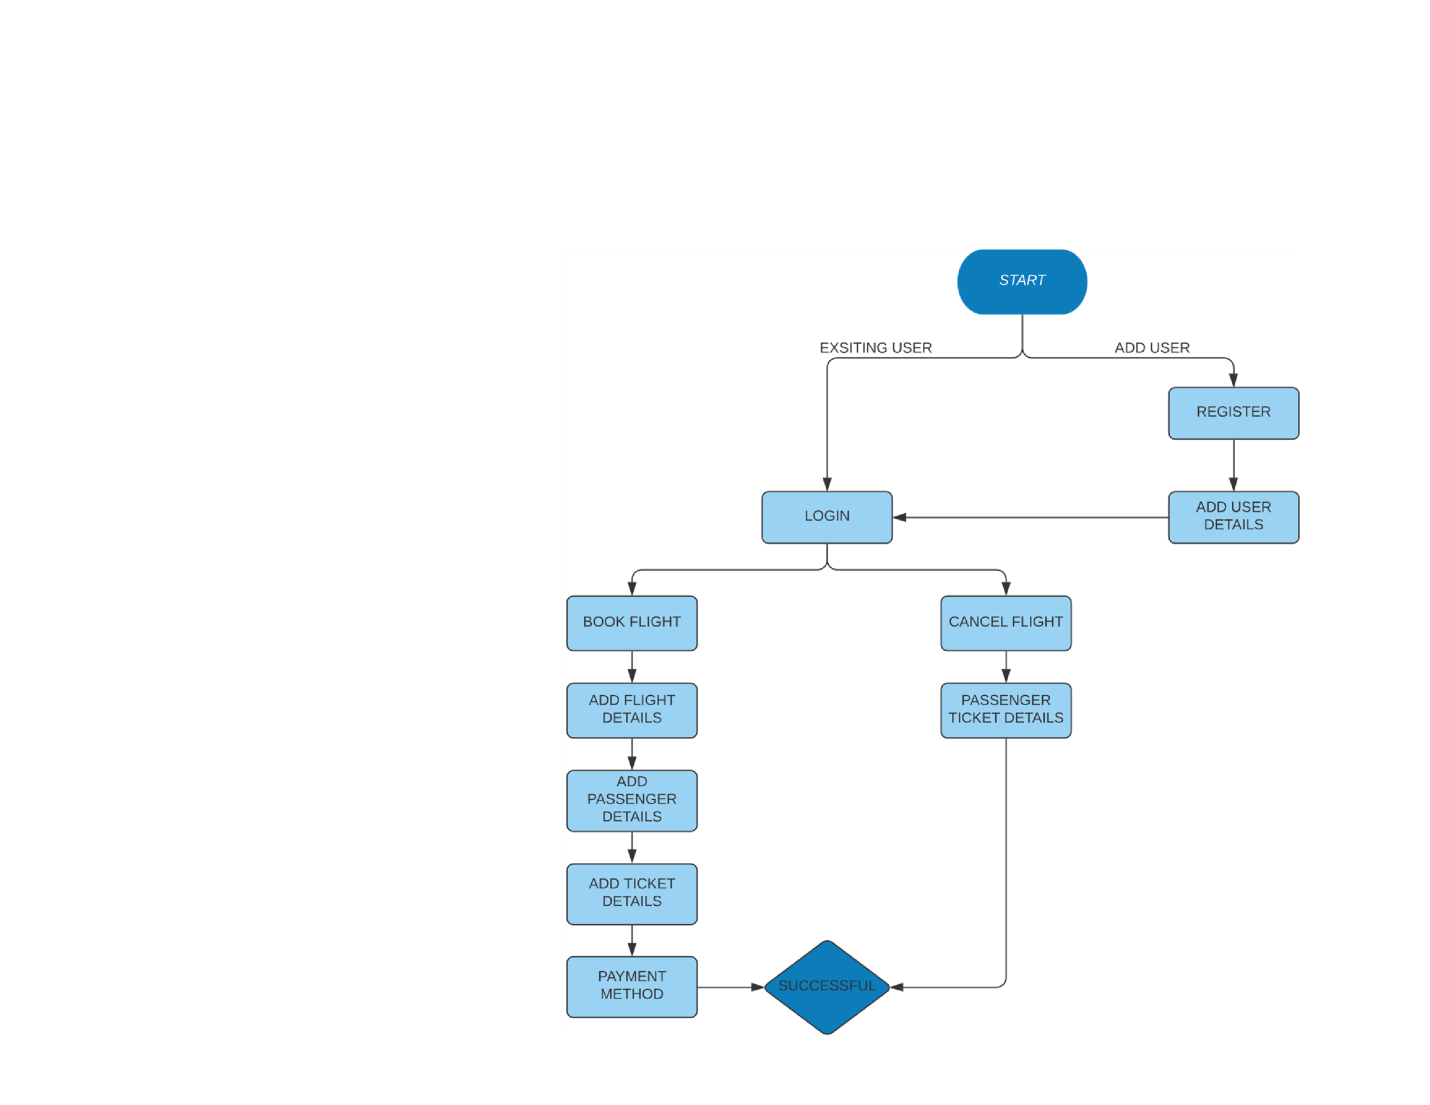 START
EXSITING USER
ADD USER
REGISTER
LOGIN
ADD USER
DETAILS
BOOK FLIGHT
CANCEL FLIGHT
ADD FLIGHT
DETAILS
PASSENGER
TICKET DETAILS
ADD
PASSENGER
DETAILS
ADD TICKET
DETAILS
PAYMENT
METHOD
SUCCESSFUL